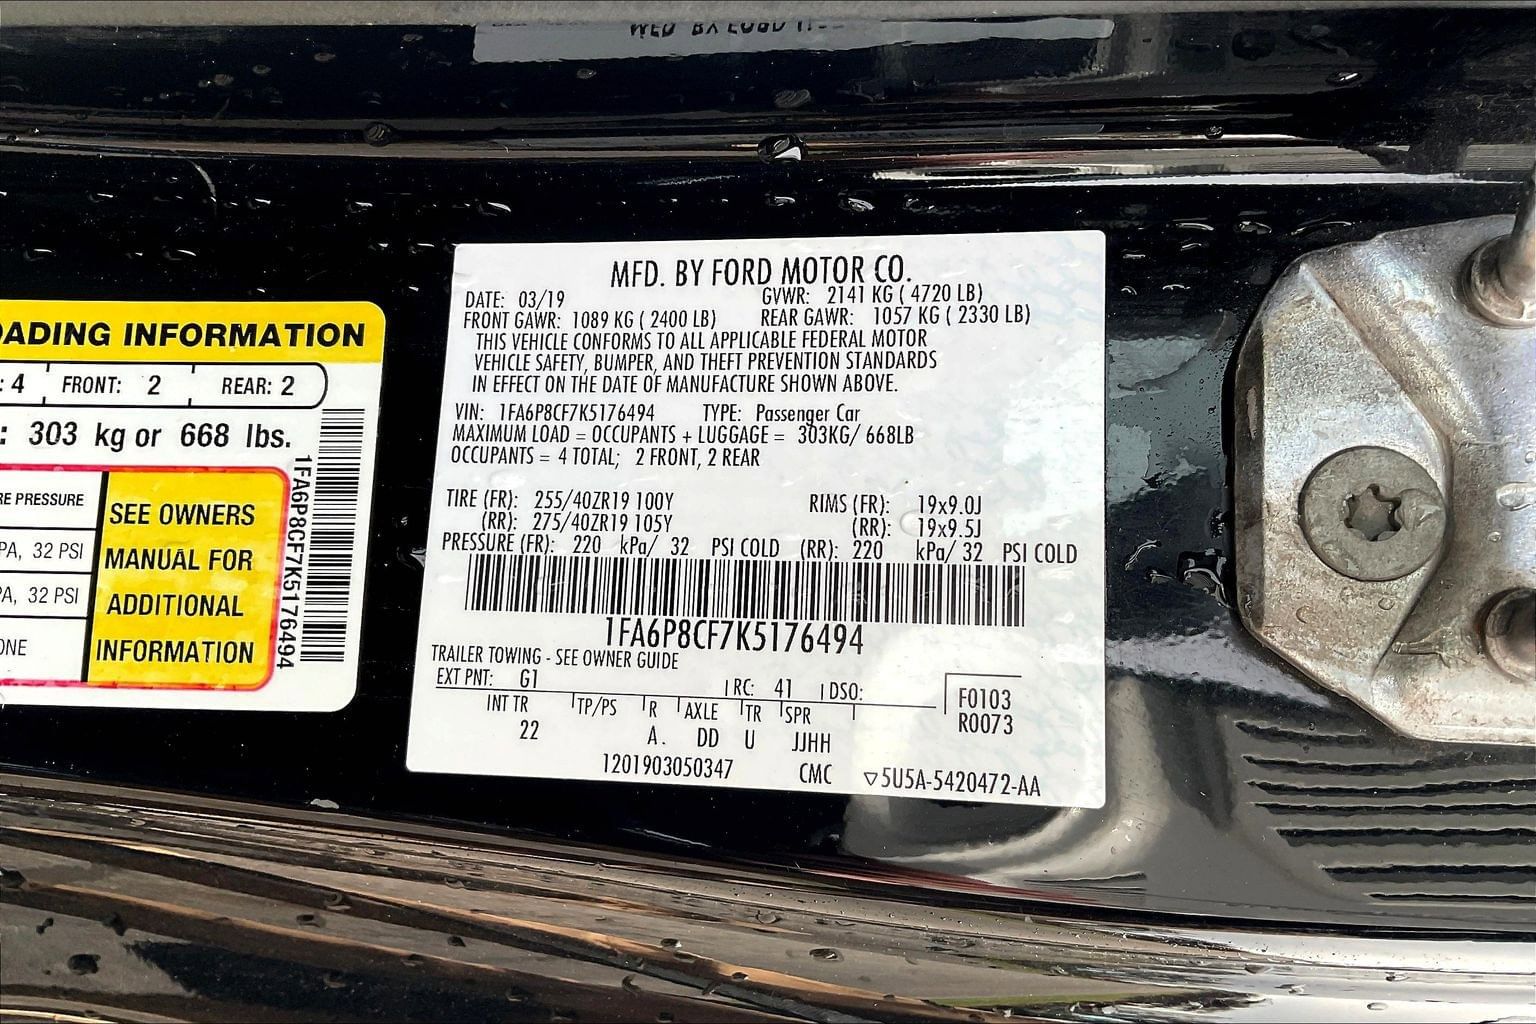 ADING INFORMATION
: 4 FRONT: 2 REAR: 2
: 303 kg or 668 lbs.
RE PRESSURE
PA, 32 PSI
PA, 32 PSI
ONE
SEE OWNERS
MANUAL FOR
ADDITIONAL
INFORMATION
1FA6P8CF7K5176494
MFD. BY FORD MOTOR CO.
DATE: 03/19 GVWR: 2141 KG ( 4720 LB)
FRONT GAWR: 1089 KG ( 2400 LB) REAR GAWR: 1057 KG ( 2330 LB)
THIS VEHICLE CONFORMS TO ALL APPLICABLE FEDERAL MOTOR
VEHICLE SAFETY, BUMPER, AND THEFT PREVENTION STANDARDS
IN EFFECT ON THE DATE OF MANUFACTURE SHOWN ABOVE.
VIN: 1FA6P8CF7K5176494 TYPE: Passenger Car
MAXIMUM LOAD = OCCUPANTS + LUGGAGE = 303KG/ 668LB
OCCUPANTS = 4 TOTAL; 2 FRONT, 2 REAR
TIRE (FR): 255/40ZR19 100Y RIMS (FR): 19x9.0J
(RR): 275/40ZR19 105Y (RR): 19x9.5J
PRESSURE (FR): 220 kPa/ 32 PSI COLD (RR): 220 kPa/ 32 PSI COLD
1FA6P8CF7K5176494
TRAILER TOWING - SEE OWNER GUIDE
EXT PNT: G1 RC: 41 DSO: F0103
R0073
INT TR TP/PS R AXLE TR SPR
22 A. DD U JJHH
1201903050347 CMC ▽5U5A-5420472-AA